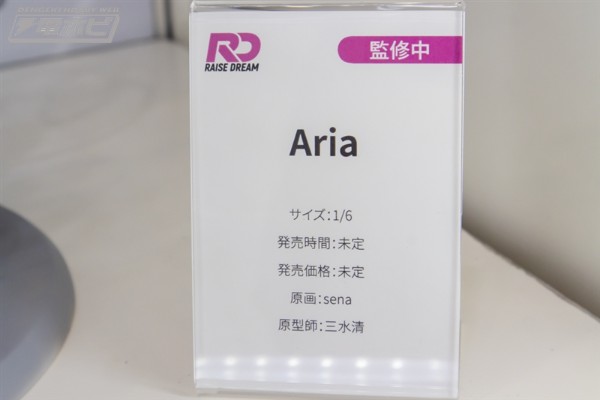 RD
RAISE DREAM
監修中
Aria
サイズ：1/6
発売時間：未定
発売価格：未定
原画：sena
原型師：三水清